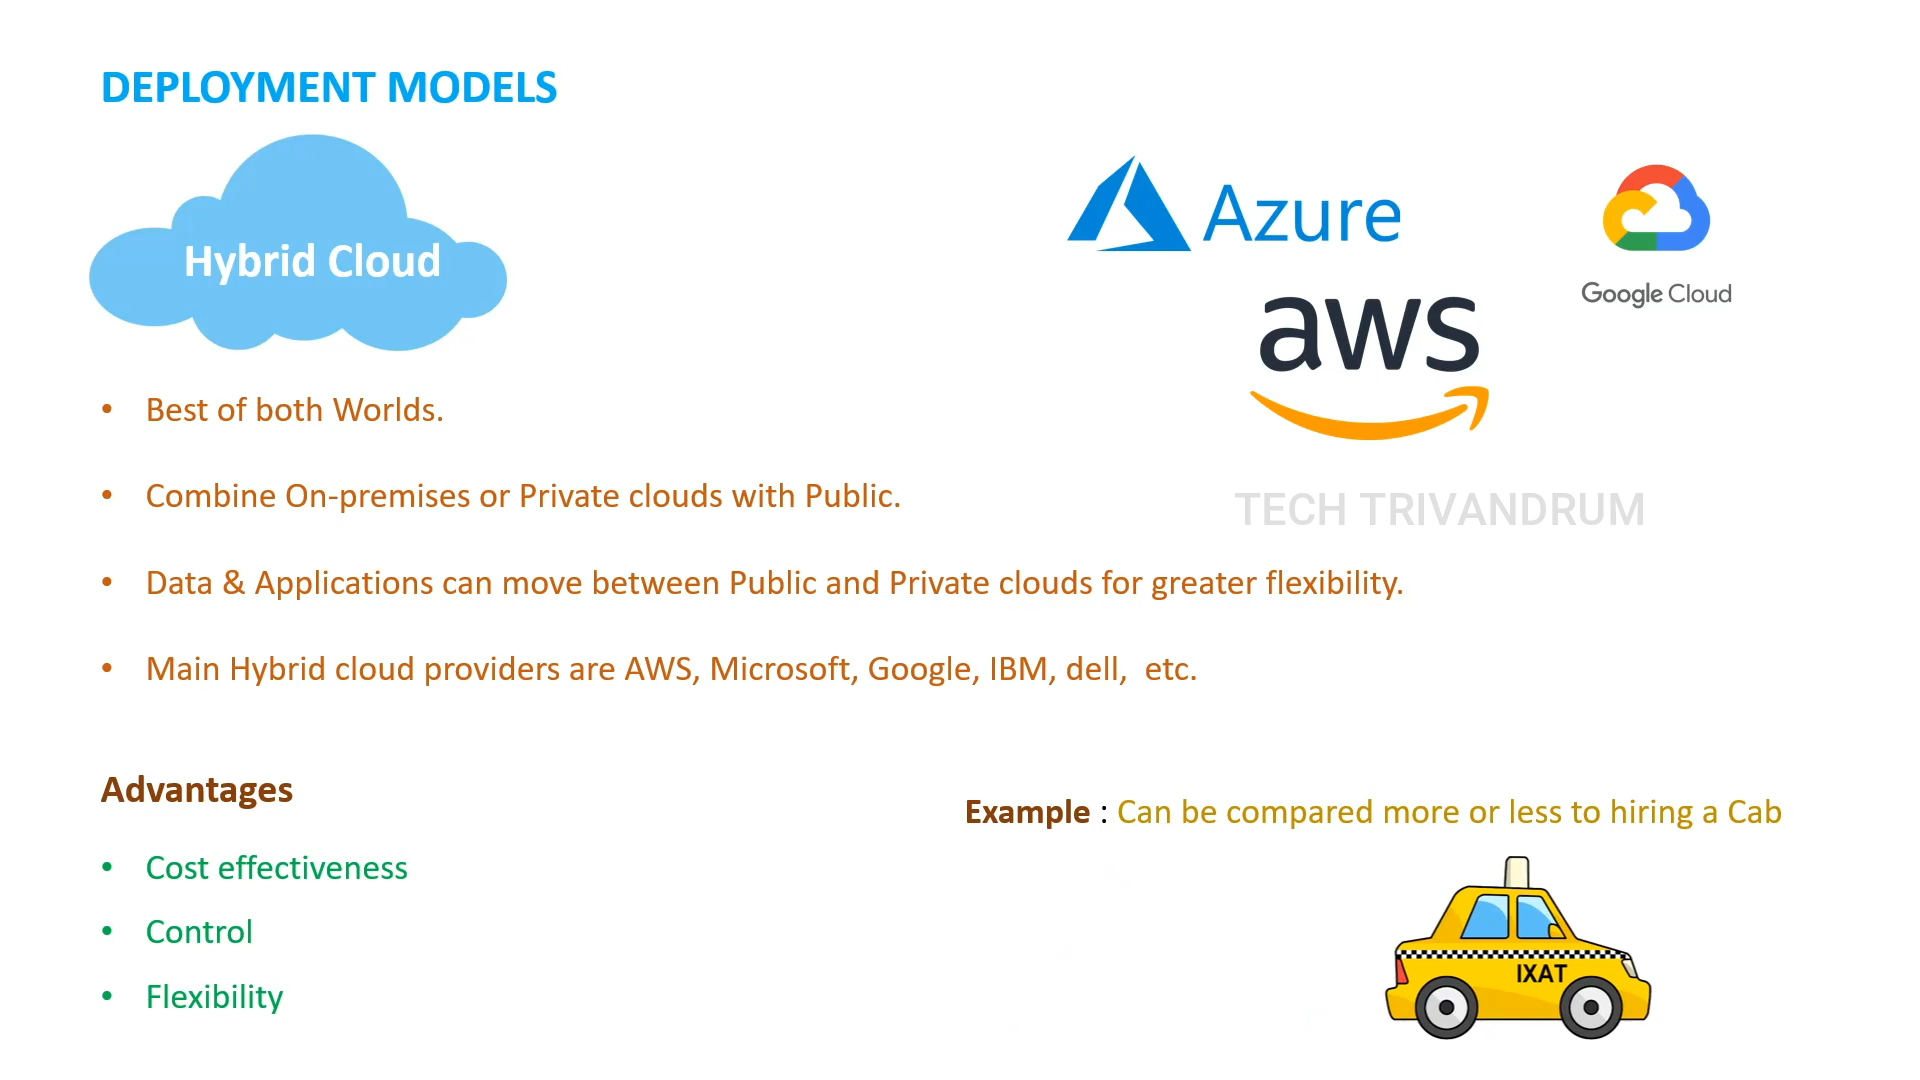 DEPLOYMENT MODELS
Hybrid Cloud
Azure
Google Cloud
aws
• Best of both Worlds.
• Combine On-premises or Private clouds with Public.
TECH TRIVANDRUM
• Data & Applications can move between Public and Private clouds for greater flexibility.
• Main Hybrid cloud providers are AWS, Microsoft, Google, IBM, dell,  etc.
Advantages
• Cost effectiveness
• Control
• Flexibility
Example : Can be compared more or less to hiring a Cab
IXAT